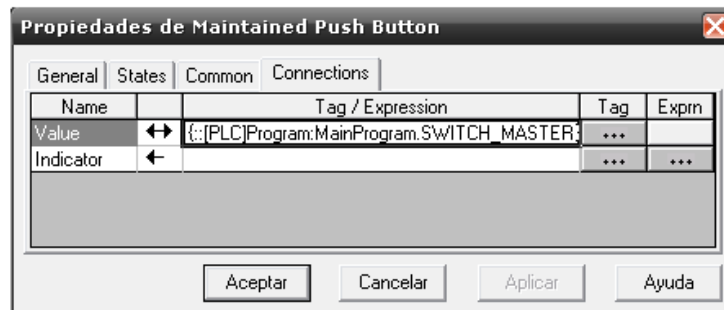 Propiedades de Maintained Push Button
General States Common Connections
Name Tag / Expression Tag Exprn
Value ↔ {::[PLC]Program:MainProgram.SWITCH_MASTER} ...
Indicator ← ... ...
Aceptar Cancelar Aplicar Ayuda